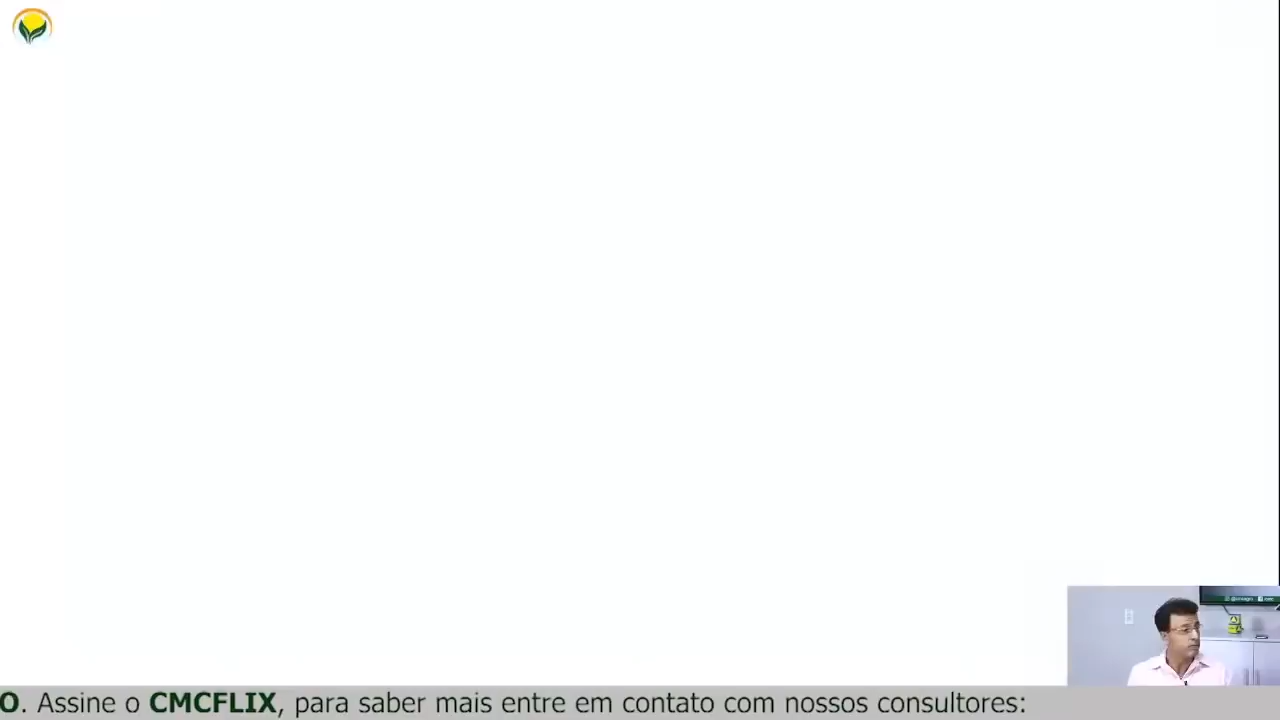 O. Assine o CMCFLIX, para saber mais entre em contato com nossos consultores: